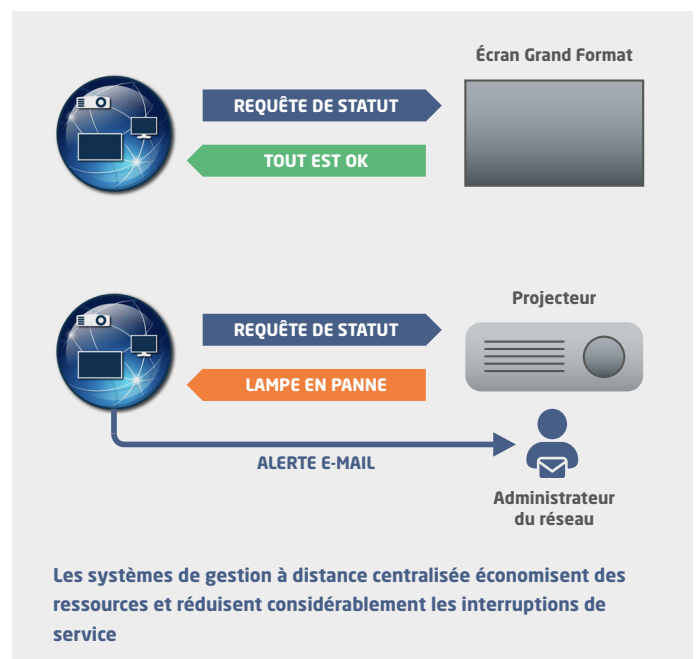 Écran Grand Format
REQUÊTE DE STATUT
TOUT EST OK
Projecteur
REQUÊTE DE STATUT
LAMPE EN PANNE
ALERTE E-MAIL
Administrateur
du réseau
Les systèmes de gestion à distance centralisée économisent des
ressources et réduisent considérablement les interruptions de
service